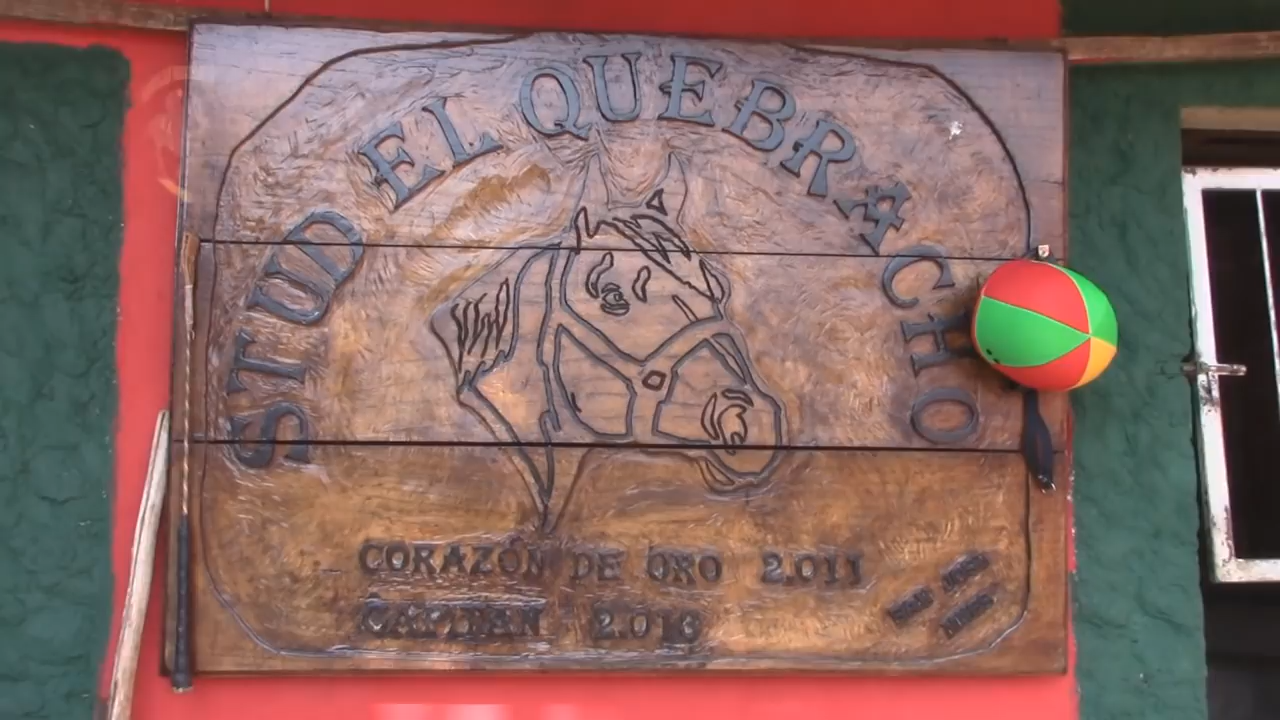 STUD EL QUEBRACHO
CORAZÓN DE ORO 2.011
CAPITAN 2.013